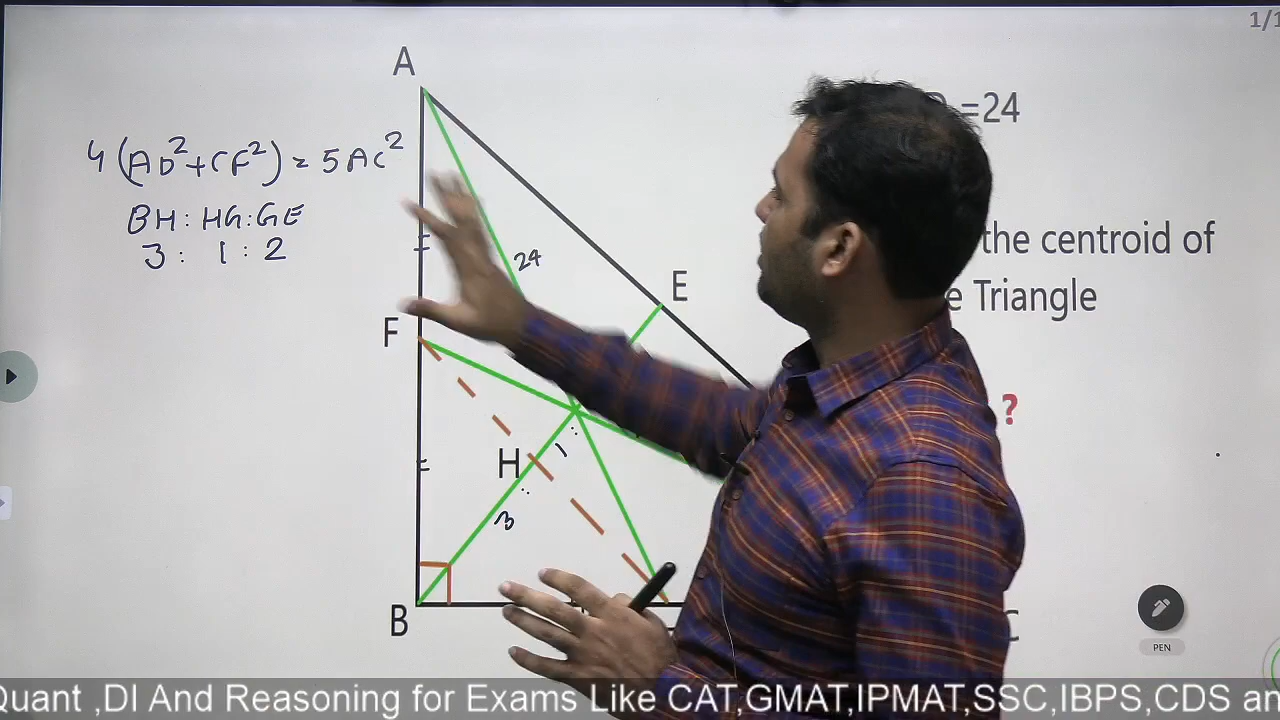 1/1
A
=24
4(AD²+CF²)=5AC²
BH:HG:GE
3:1:2
the centroid of
24
E
Triangle
F
?
1:
H
:
3
B
PEN
Quant ,DI And Reasoning for Exams Like CAT,GMAT,IPMAT,SSC,IBPS,CDS an